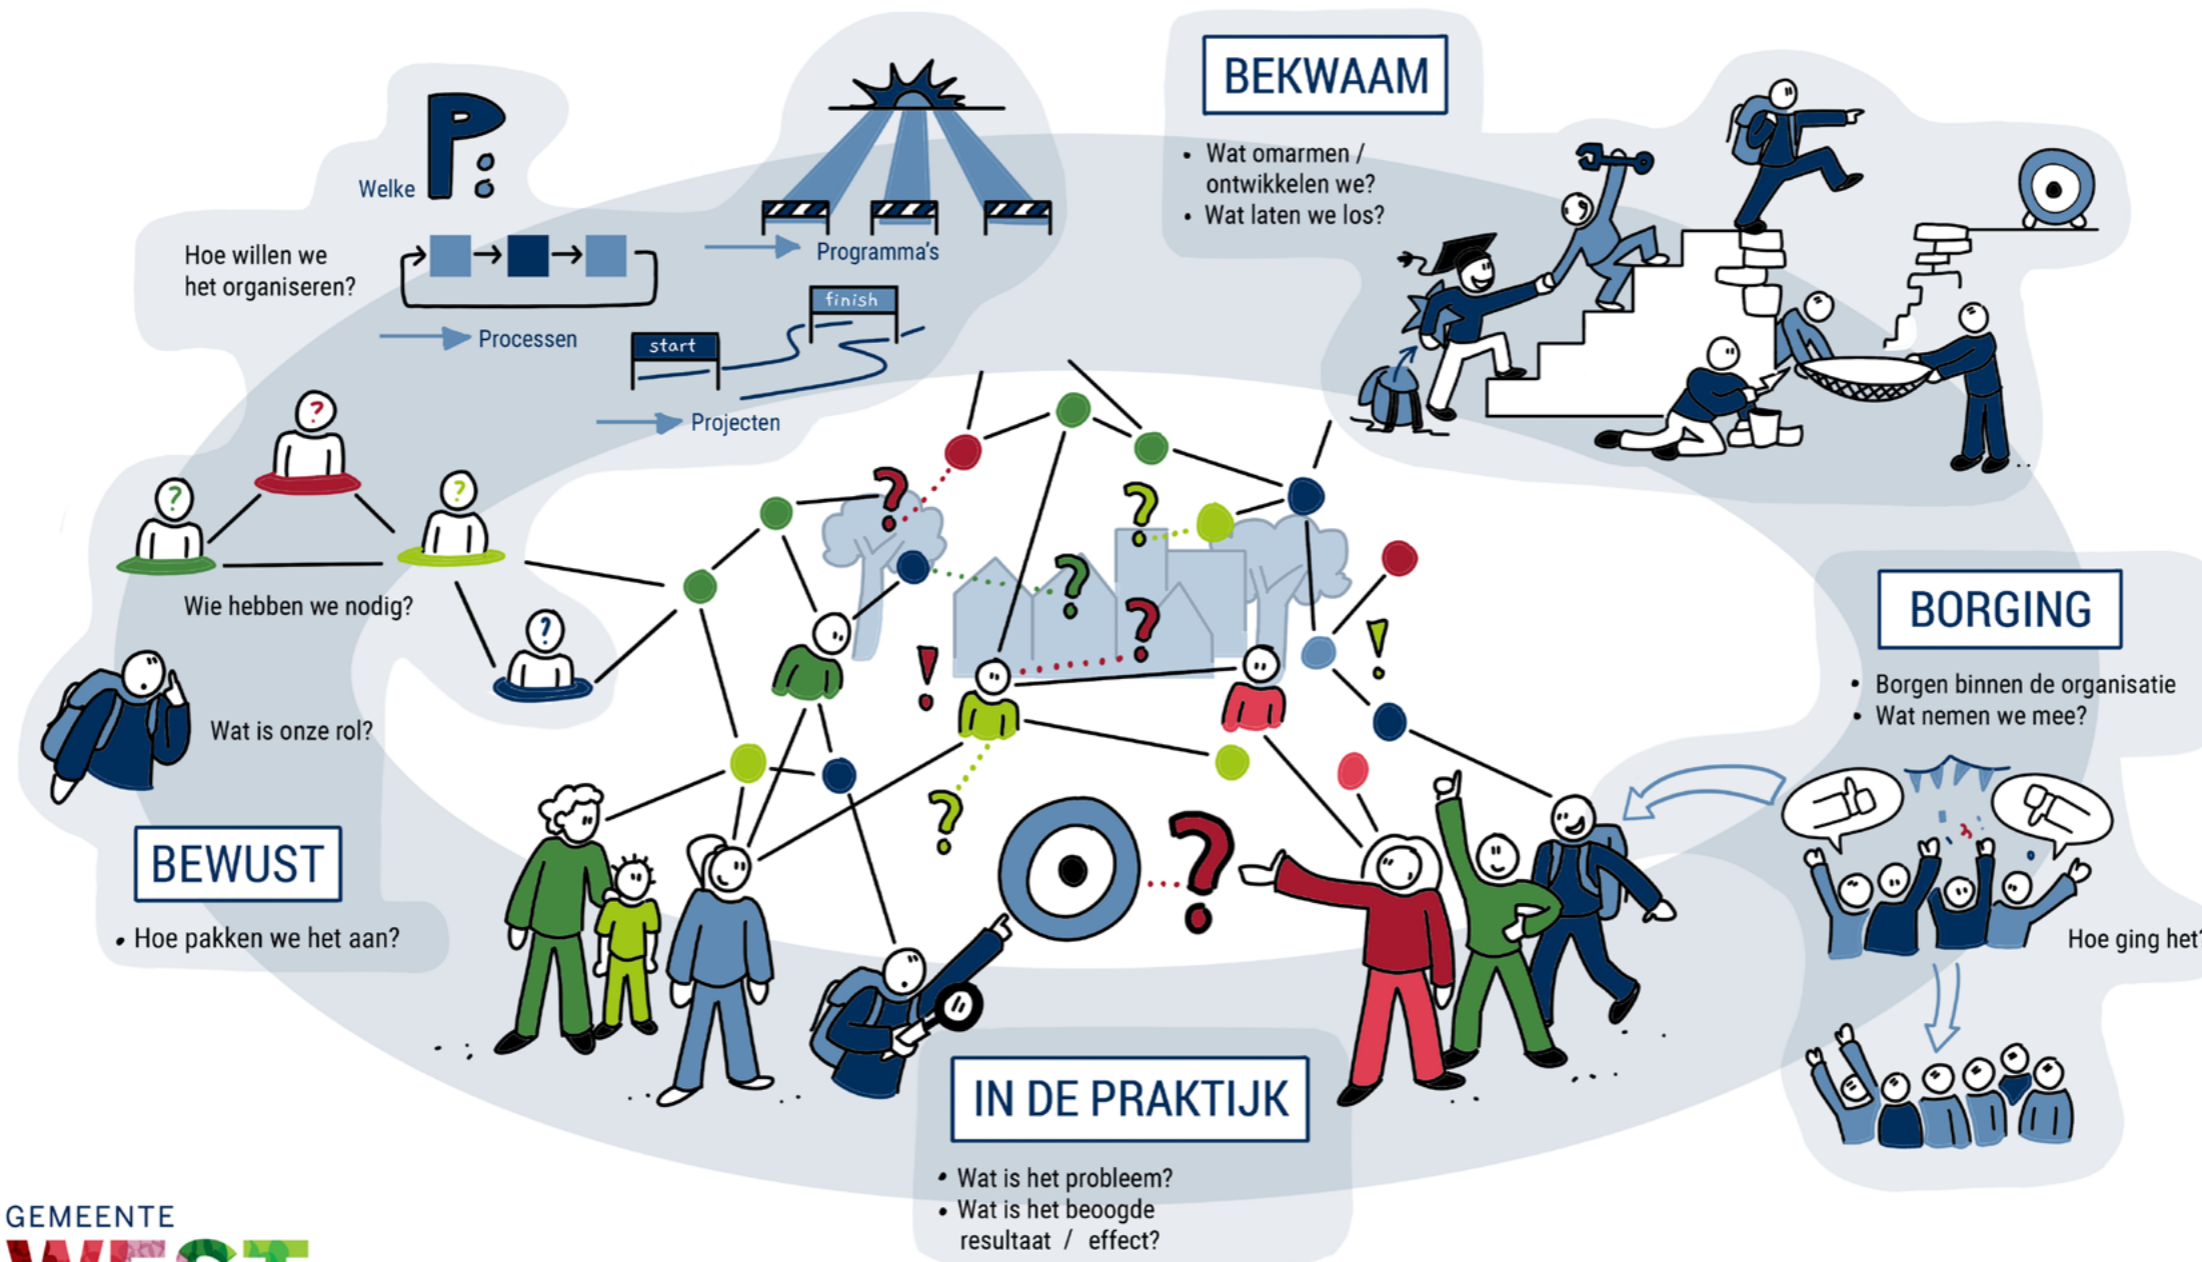 Welke P:
Hoe willen we
het organiseren?
Processen
Programma's
start
finish
Projecten
BEKWAAM
• Wat omarmen /
ontwikkelen we?
• Wat laten we los?
?
?
?
?
Wie hebben we nodig?
Wat is onze rol?
BEWUST
• Hoe pakken we het aan?
?
?
?
?
!
!
?
?
BORGING
• Borgen binnen de organisatie
• Wat nemen we mee?
Hoe ging het?
IN DE PRAKTIJK
• Wat is het probleem?
• Wat is het beoogde
resultaat / effect?
GEMEENTE
WEST